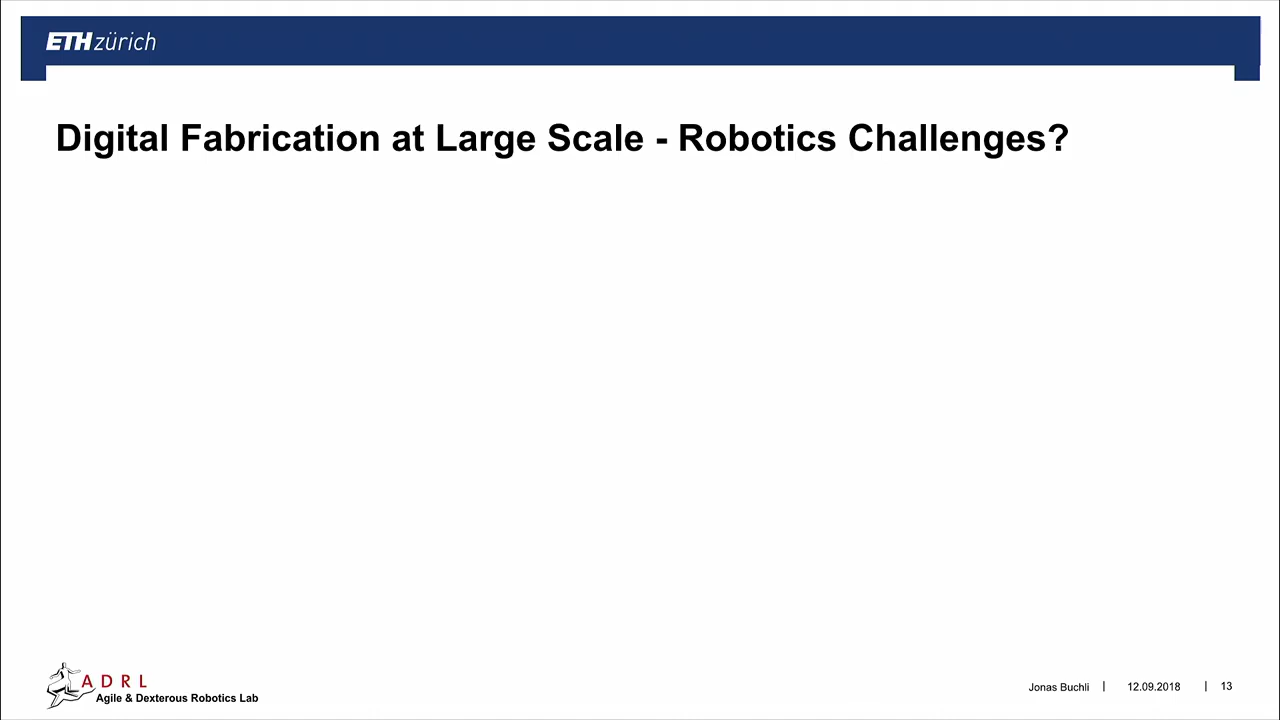 ETH zürich
Digital Fabrication at Large Scale - Robotics Challenges?
A D R L
Agile & Dexterous Robotics Lab
Jonas Buchli | 12.09.2018 | 13